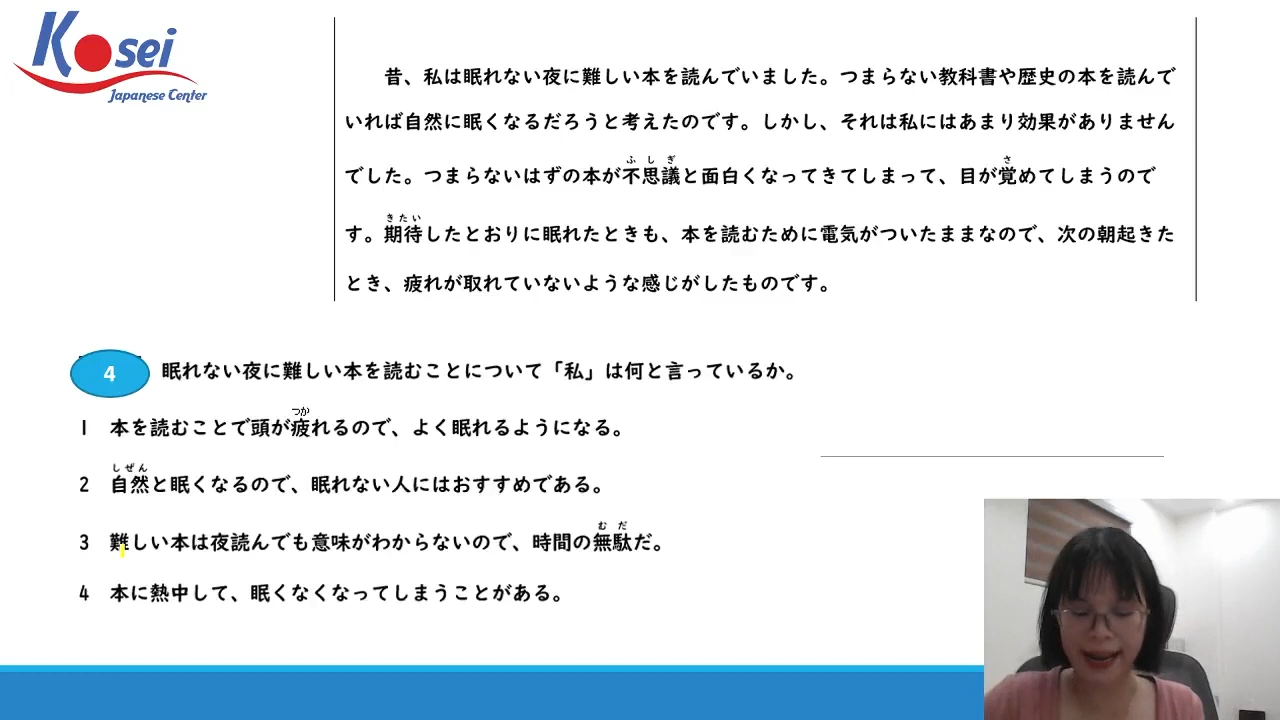 Kosei
Japanese Center
昔、私は眠れない夜に難しい本を読んでいました。つまらない教科書や歴史の本を読んで
いれば自然に眠くなるだろうと考えたのです。しかし、それは私にはあまり効果がありません
ふしぎ
さ
でした。つまらないはずの本が不思議と面白くなってきてしまって、目が覚めてしまうので
きたい
す。期待したとおりに眠れたときも、本を読むために電気がついたままなので、次の朝起きた
とき、疲れが取れていないような感じがしたものです。
4 眠れない夜に難しい本を読むことについて「私」は何と言っているか。
つか
1 本を読むことで頭が疲れるので、よく眠れるようになる。
しぜん
2 自然と眠くなるので、眠れない人にはおすすめである。
むだ
3 難しい本は夜読んでも意味がわからないので、時間の無駄だ。
4 本に熱中して、眠くなくなってしまうことがある。